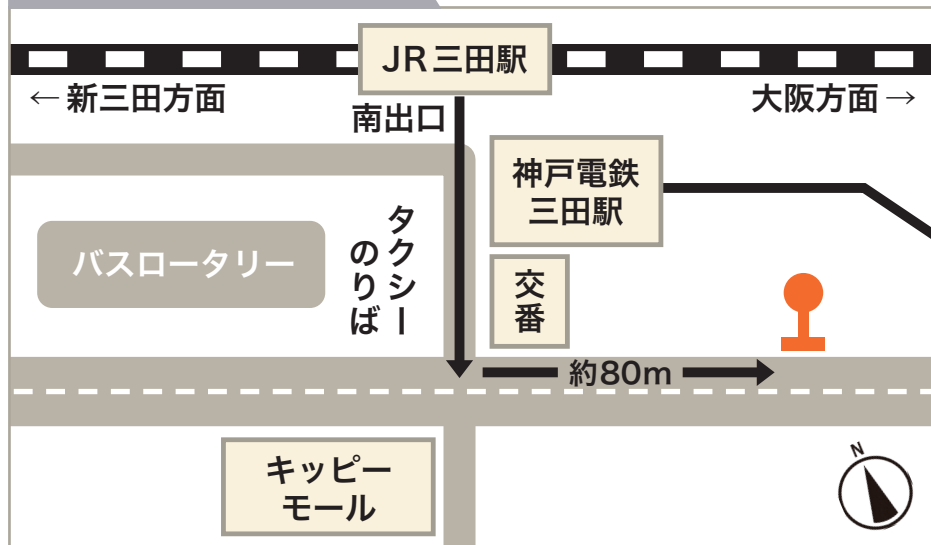 JR三田駅
← 新三田方面
大阪方面 →
南出口
神戸電鉄
三田駅
バスロータリー
タクシー
のりば
交番
約80m
キッピー
モール
N